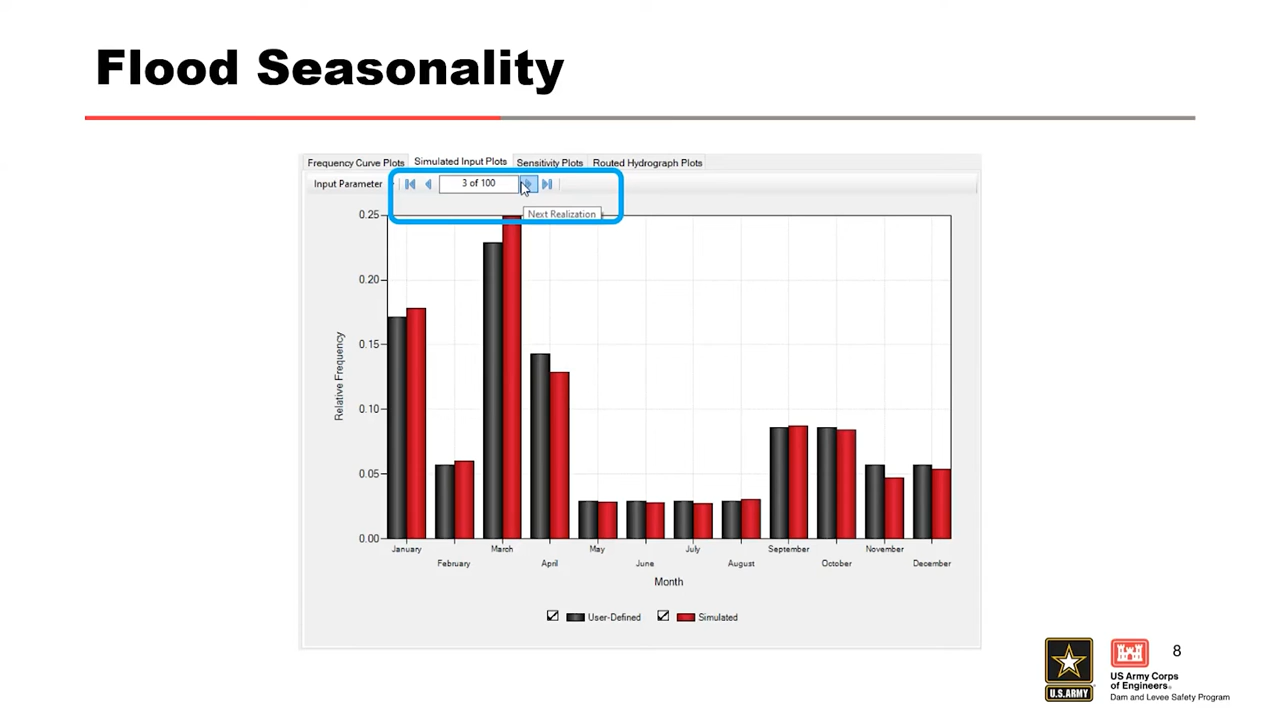 Flood Seasonality
Frequency Curve Plots Simulated Input Plots Sensitivity Plots Routed Hydrograph Plots
Input Parameter 3 of 100
Next Realization
0.25
0.20
0.15
0.10
0.05
0.00
Relative Frequency
January March May July September November
February April June August October December
Month
User-Defined Simulated
8
U.S.ARMY
US Army Corps
of Engineers®
Dam and Levee Safety Program